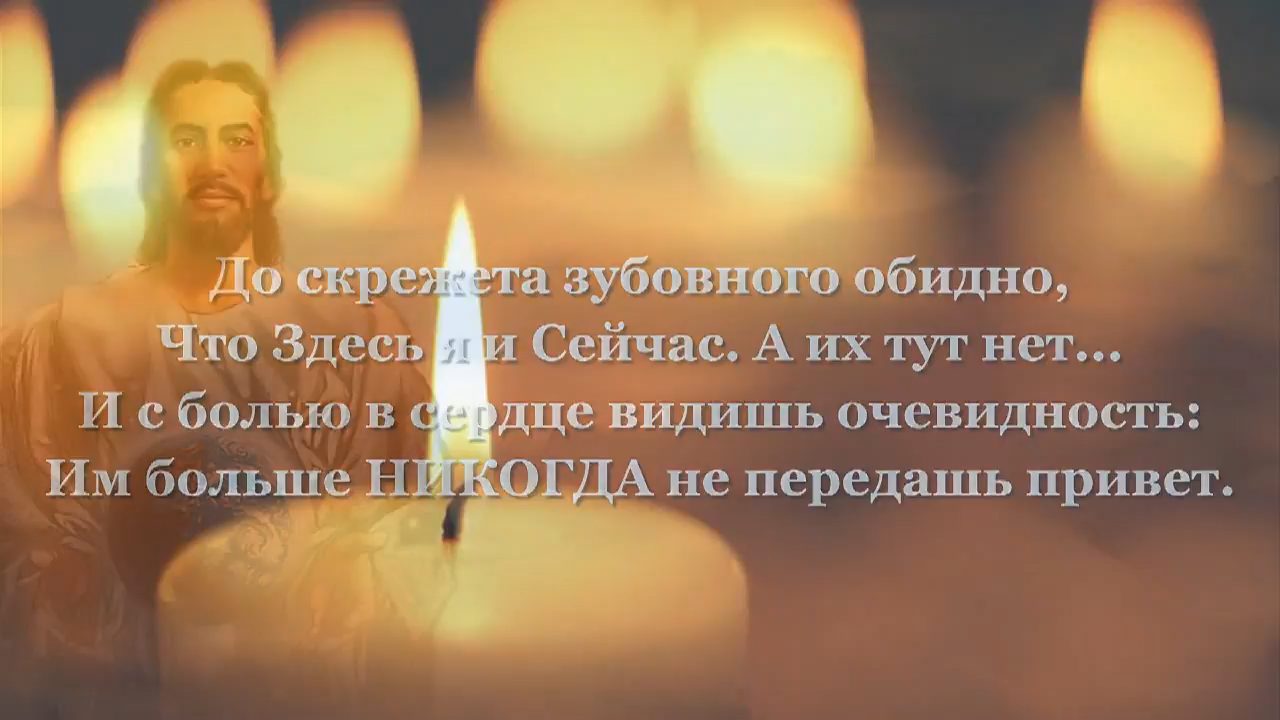 До скрежета зубовного обидно,
Что Здесь я и Сейчас. А их тут нет...
И с болью в сердце видишь очевидность:
Им больше НИКОГДА не передашь привет.